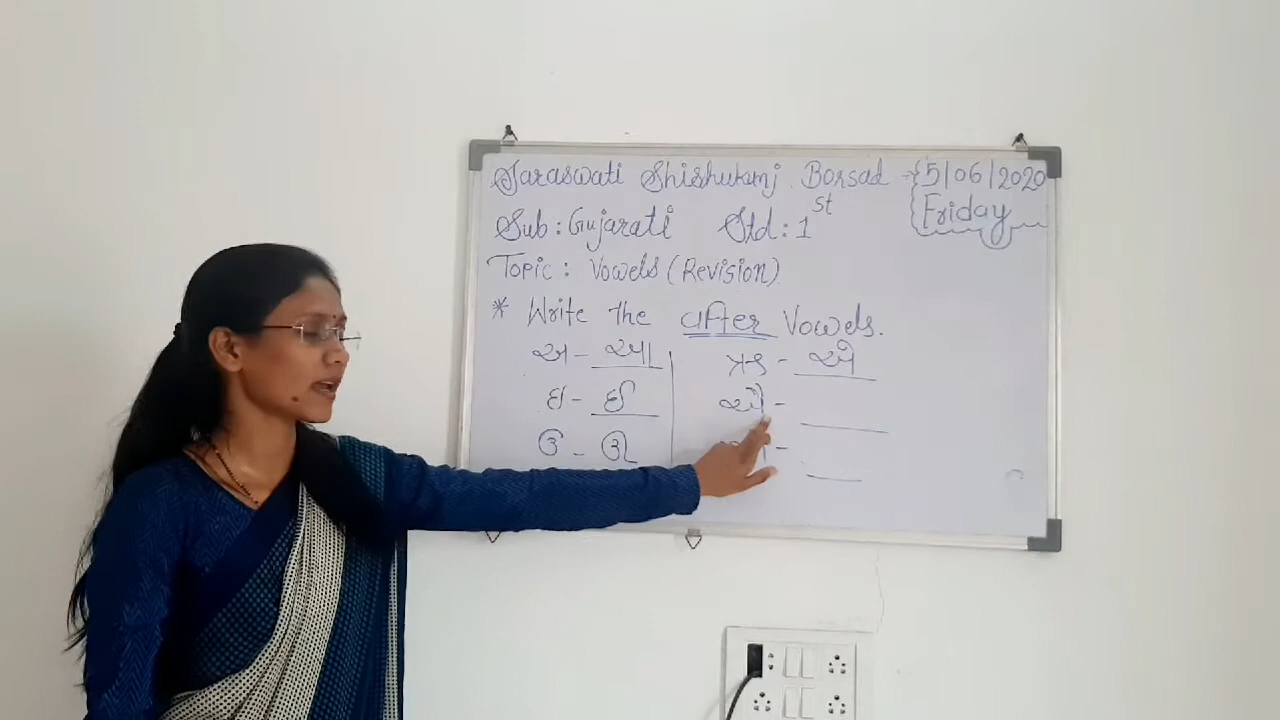 Saraswati Shishukunj Borsad → 5/06/2020
Sub : Gujarati Std : 1st Friday
Topic : Vowels (Revision)
* Write the after Vowels.
અ – આ ઋ – એ
ઇ – ઈ ઐ –
ઉ – ઊ –